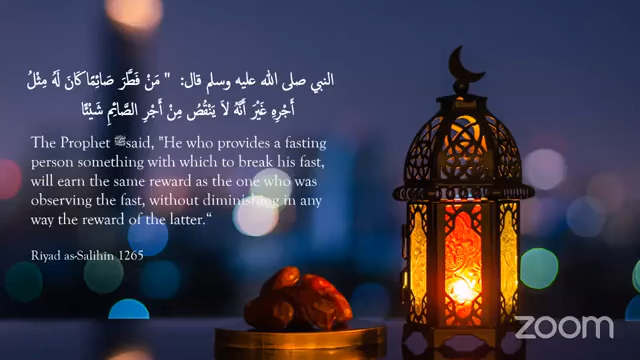 النبي صلى الله عليه وسلم قال: " مَنْ فَطَّرَ صَائِمًا كَانَ لَهُ مِثْلُ
أَجْرِهِ غَيْرَ أَنَّهُ لاَ يَنْقُصُ مِنْ أَجْرِ الصَّائِمِ شَيْئًا
The Prophet ﷺ said, "He who provides a fasting
person something with which to break his fast,
will earn the same reward as the one who was
observing the fast, without diminishing in any
way the reward of the latter.“
Riyad as-Salihin 1265
zoom